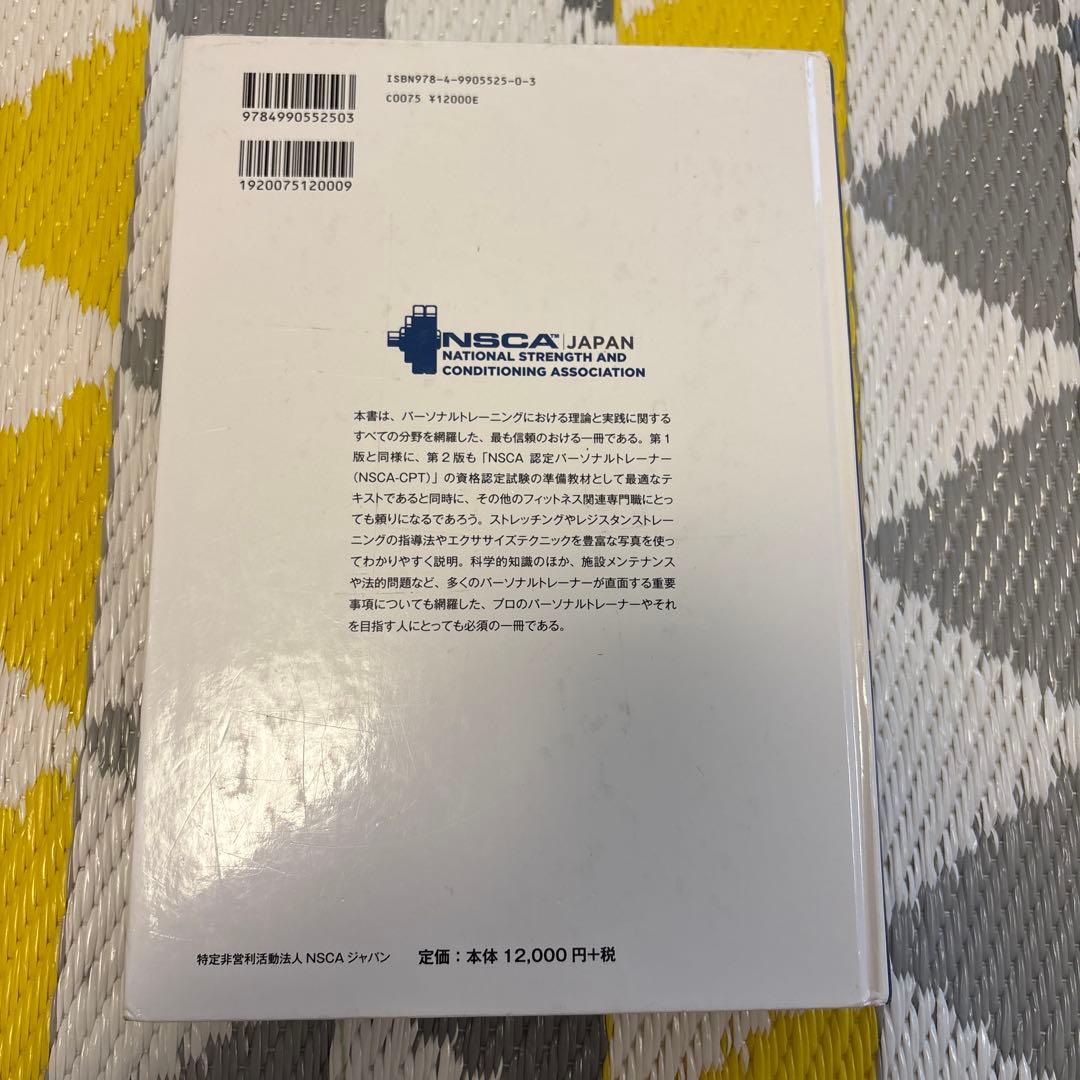 ISBN978-4-9905525-0-3
C0075 ¥12000E
9784990552503
1920075120009
NSCA™ JAPAN
NATIONAL STRENGTH AND
CONDITIONING ASSOCIATION
本書は、パーソナルトレーニングにおける理論と実践に関する
すべての分野を網羅した、最も信頼のおける一冊である。第1
版と同様に、第2版も「NSCA 認定パーソナルトレーナー
(NSCA-CPT)」の資格認定試験の準備教材として最適なテ
キストであると同時に、その他のフィットネス関連専門職にとっ
ても頼りになるであろう。ストレッチングやレジスタンストレー
ニングの指導法やエクササイズテクニックを豊富な写真を使っ
てわかりやすく説明。科学的知識のほか、施設メンテナンス
や法的問題など、多くのパーソナルトレーナーが直面する重要
事項についても網羅した、プロのパーソナルトレーナーやそれ
を目指す人にとっても必須の一冊である。
特定非営利活動法人 NSCA ジャパン
定価：本体 12,000 円+税